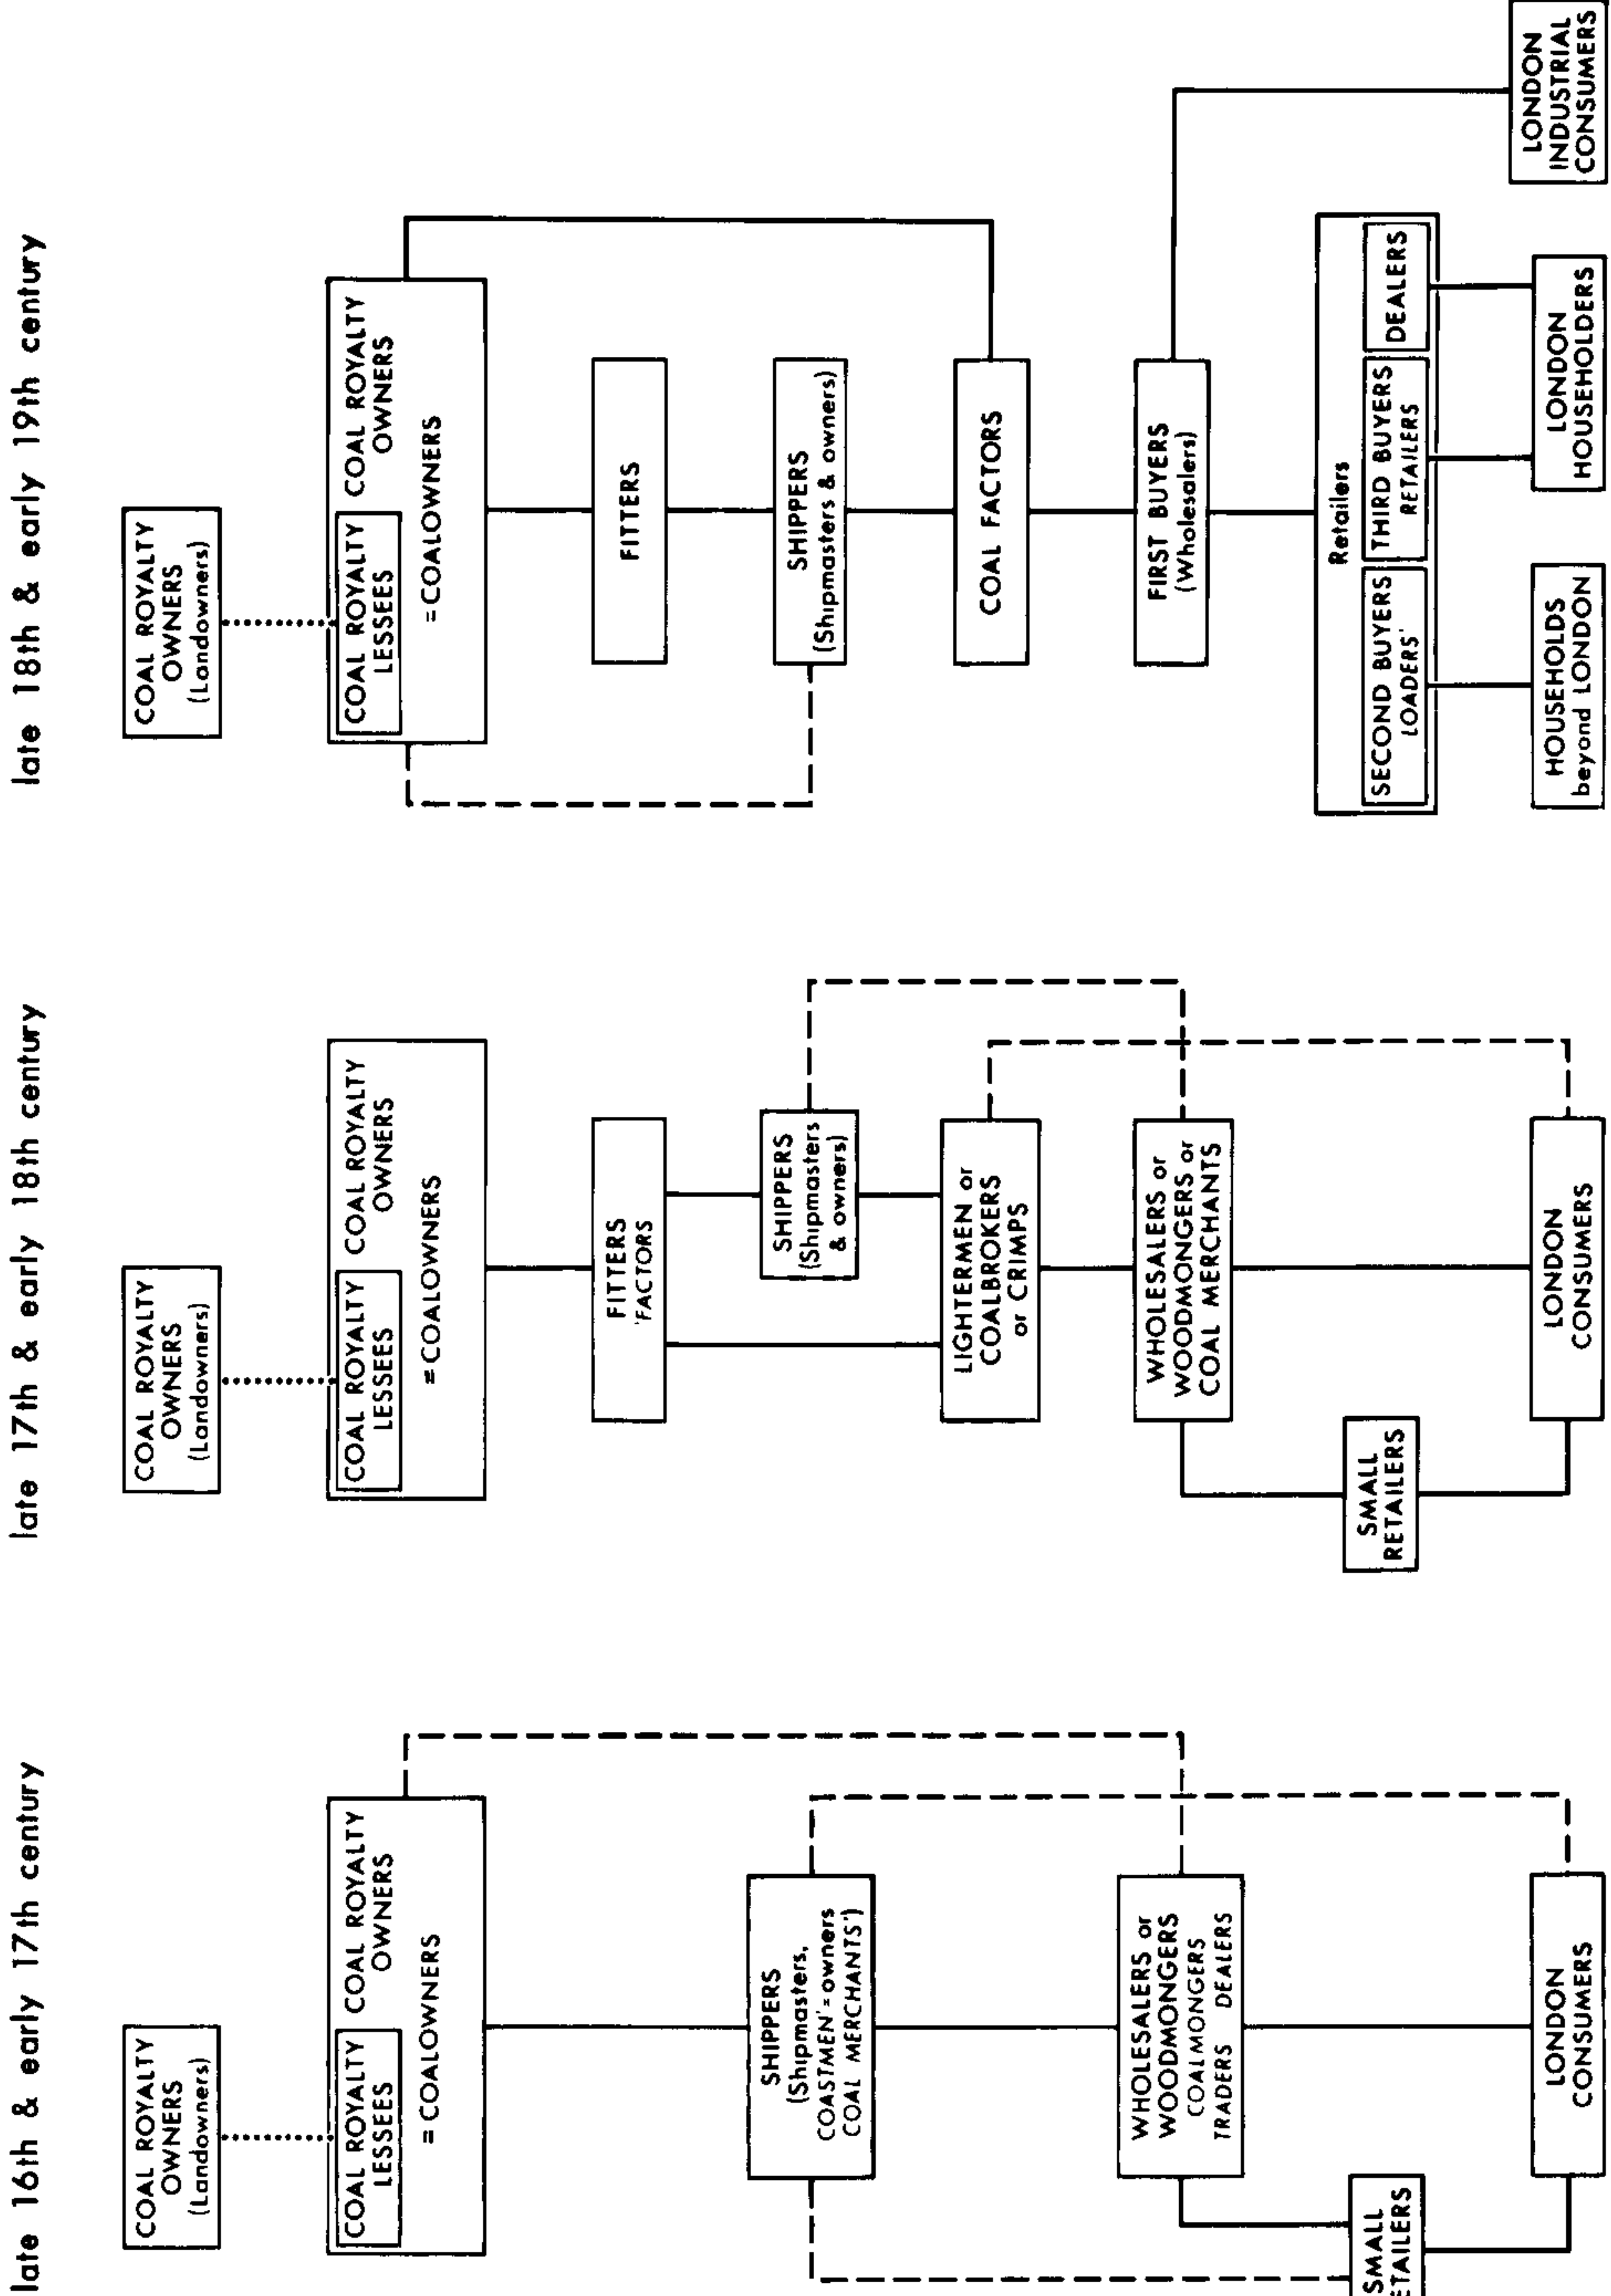 late 16th & early 17th century
COAL ROYALTY
OWNERS
(Landowners)
COAL ROYALTY
LESSEES
COAL ROYALTY
OWNERS
= COALOWNERS
SHIPPERS
(Shipmasters,
COASTMEN' = owners
COAL MERCHANTS')
WHOLESALERS or
WOODMONGERS
COALMONGERS
TRADERS DEALERS
SMALL
ETAILERS
LONDON
CONSUMERS
late 17th & early 18th century
COAL ROYALTY
OWNERS
(Landowners)
COAL ROYALTY
LESSEES
COAL ROYALTY
OWNERS
= COALOWNERS
FITTERS
'FACTORS
SHIPPERS
(Shipmasters
& owners)
LIGHTERMEN or
COALBROKERS
or CRIMPS
WHOLESALERS or
WOODMONGERS or
COAL MERCHANTS
SMALL
RETAILERS
LONDON
CONSUMERS
late 18th & early 19th century
COAL ROYALTY
OWNERS
(Landowners)
COAL ROYALTY
LESSEES
COAL ROYALTY
OWNERS
= COALOWNERS
FITTERS
SHIPPERS
(Shipmasters & owners)
COAL FACTORS
FIRST BUYERS
(Wholesalers)
Retailers
SECOND BUYERS
LOADERS'
THIRD BUYERS
RETAILERS
DEALERS
HOUSEHOLDS
beyond LONDON
LONDON
HOUSEHOLDERS
LONDON
INDUSTRIAL
CONSUMERS